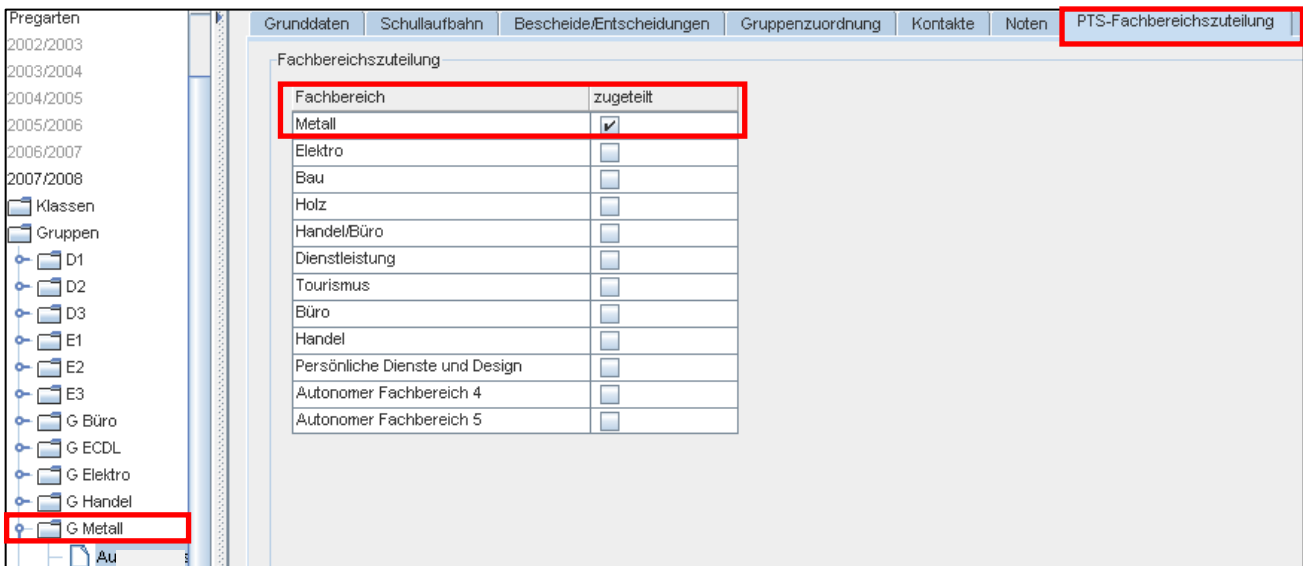 Pregarten
2002/2003
2003/2004
2004/2005
2005/2006
2006/2007
2007/2008
Klassen
Gruppen
D1
D2
D3
E1
E2
E3
G Büro
G ECDL
G Elektro
G Handel
G Metall
Grunddaten Schullaufbahn Bescheide/Entscheidungen Gruppenzuordnung Kontakte Noten PTS-Fachbereichszuteilung
Fachbereichszuteilung
Fachbereich zugeteilt
Metall
Elektro
Bau
Holz
Handel/Büro
Dienstleistung
Tourismus
Büro
Handel
Persönliche Dienste und Design
Autonomer Fachbereich 4
Autonomer Fachbereich 5